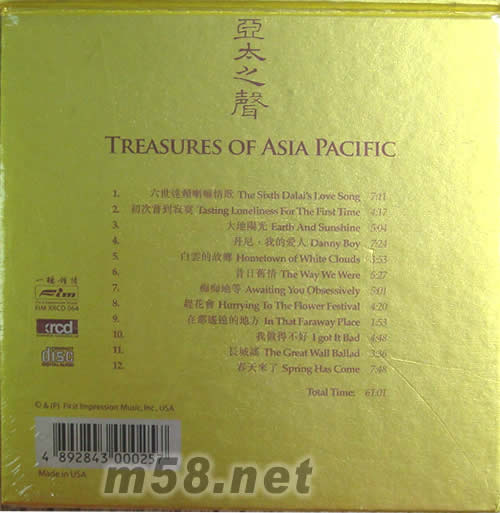 亞太之聲
TREASURES OF ASIA PACIFIC
1. 六世達賴喇嘛情歌 The Sixth Dalai's Love Song 7:11
2. 初次嘗到寂寞 Tasting Loneliness For The First Time 4:17
3. 大地陽光 Earth And Sunshine 5:04
4. 丹尼,我的愛人 Danny Boy 7:24
5. 白雲的故鄉 Hometown of White Clouds 3:53
6. 昔日舊情 The Way We Were 6:27
7. 痴痴地等 Awaiting You Obsessively 5:01
8. 趕花會 Hurrying To The Flower Festival 4:20
9. 在那遙遠的地方 In That Faraway Place 1:53
10. 我做得不好 I got It Bad 4:48
11. 長城謠 The Great Wall Ballad 3:36
12. 春天來了 Spring Has Come 7:48
Total Time: 61:01
一聽鍾情
Fim
FIM XRCD 064
xrcd
COMPACT
disc
DIGITAL AUDIO
© & (P) First Impression Music, Inc., USA
4 892843 00025
Made in USA
m58.net